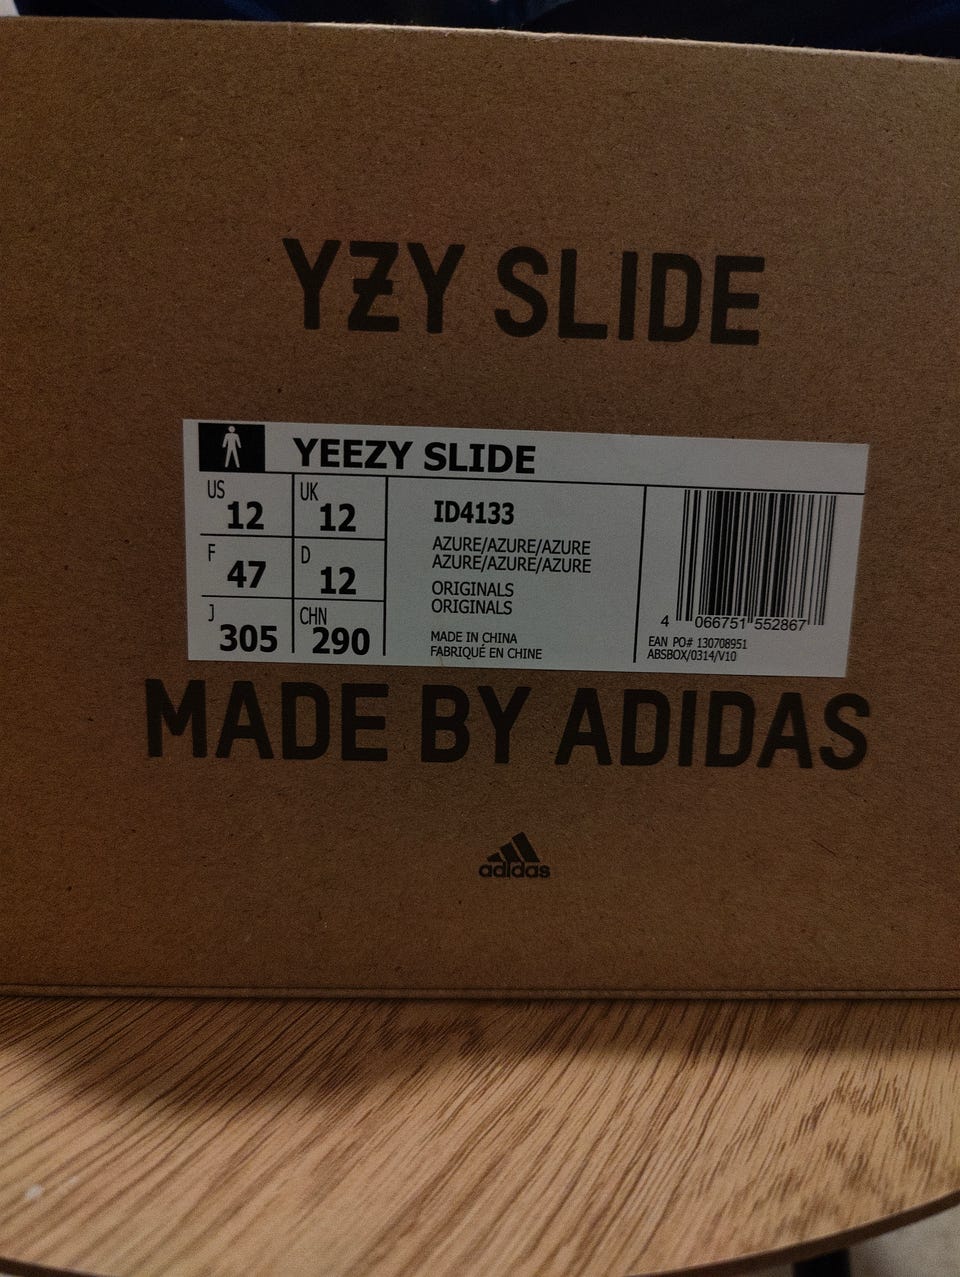 YZY SLIDE
YEEZY SLIDE
US 12 UK 12
F 47 D 12
J 305 CHN 290
ID4133
AZURE/AZURE/AZURE
AZURE/AZURE/AZURE
ORIGINALS
ORIGINALS
MADE IN CHINA
FABRIQUÉ EN CHINE
4 066751 552867
EAN PO# 130708951
ABSBOX/0314/V10
MADE BY ADIDAS
adidas